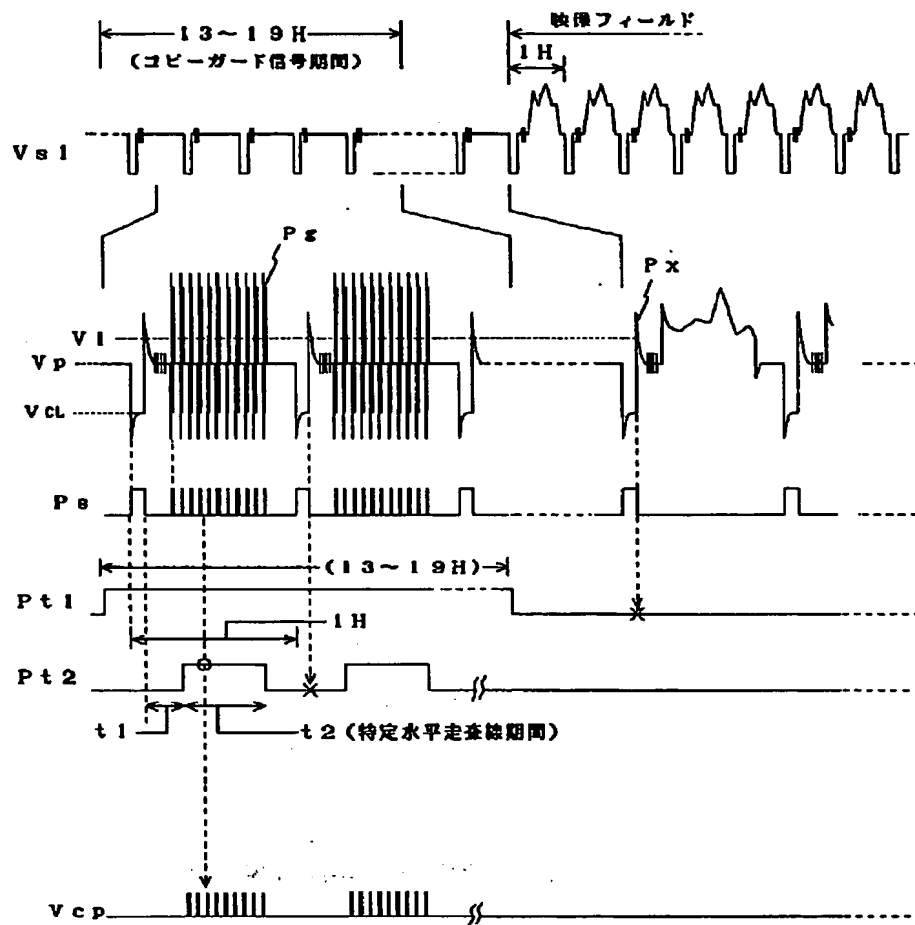 13～19H
(コピーガード信号期間)
映像フィールド
1H
Vs1
Pg
Px
V1
Vp
VCL
Ps
(13～19H)
Pt1
1H
Pt2
t1
t2(特定水平走査線期間)
Vcp